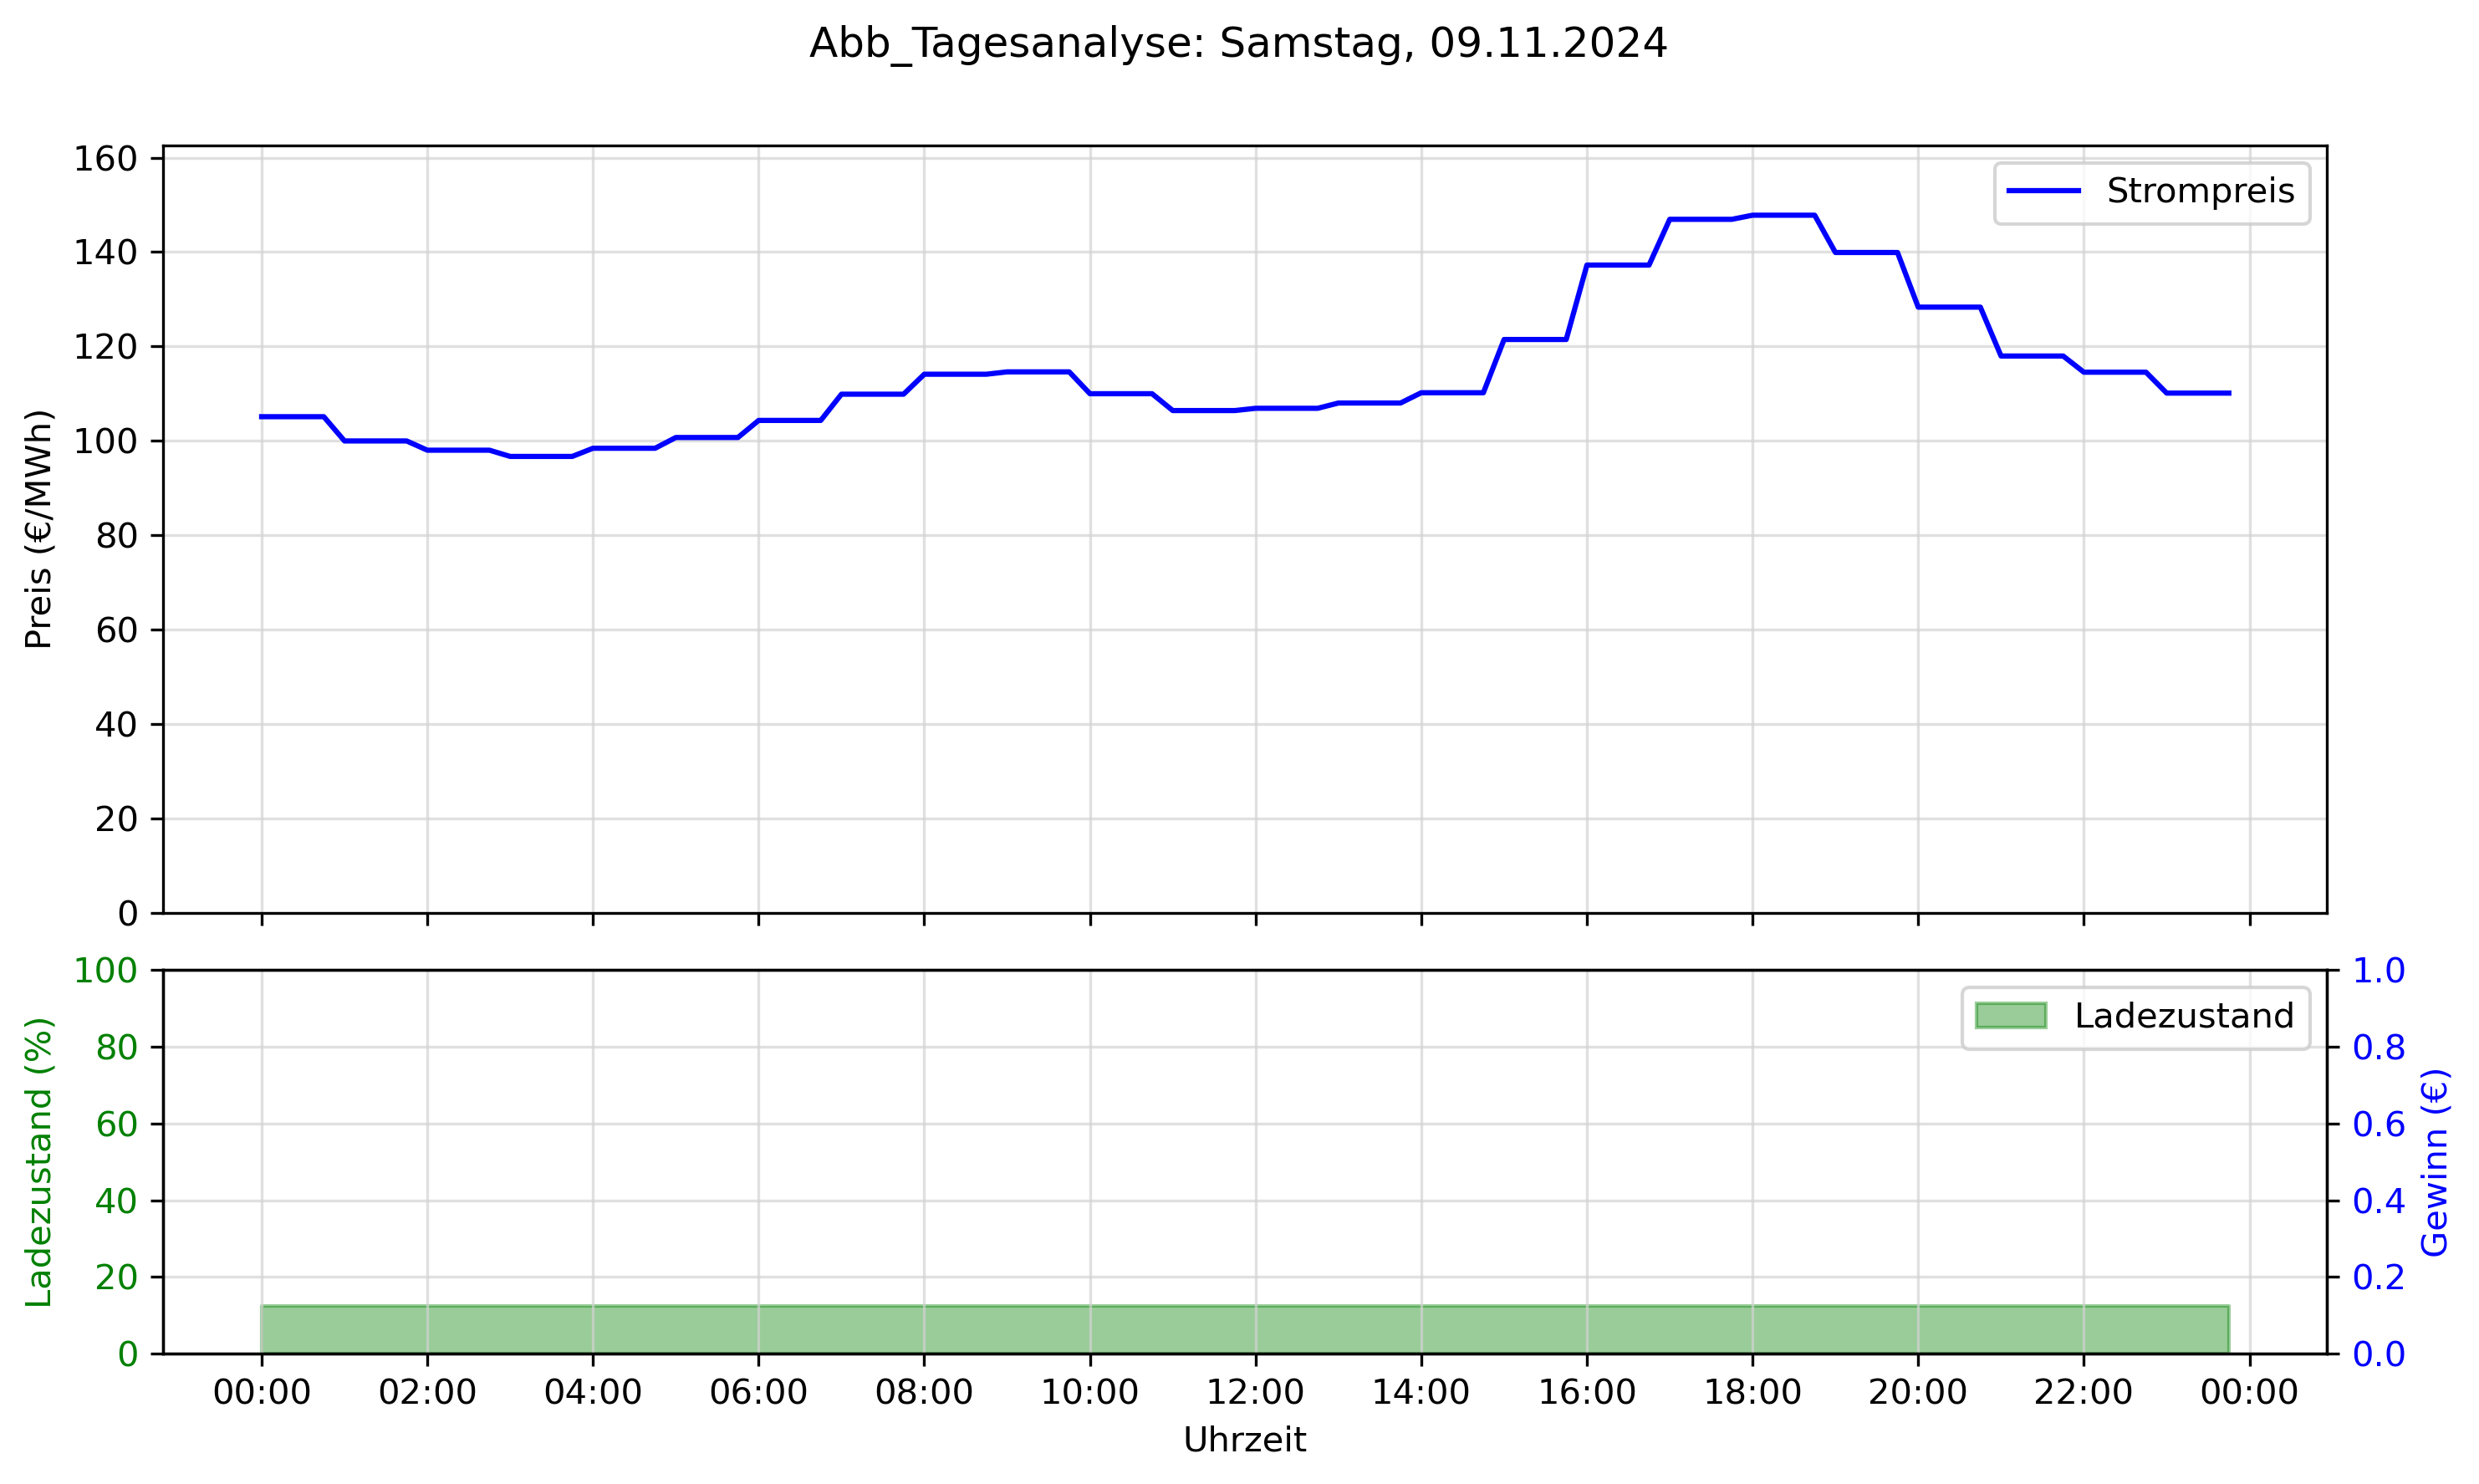 Abb_Tagesanalyse: Samstag, 09.11.2024
Preis (€/MWh)
160
140
120
100
80
60
40
20
0
Strompreis
Ladezustand (%)
100
80
60
40
20
0
Ladezustand
1.0
0.8
0.6
0.4
0.2
0.0
Gewinn (€)
00:00 02:00 04:00 06:00 08:00 10:00 12:00 14:00 16:00 18:00 20:00 22:00 00:00
Uhrzeit